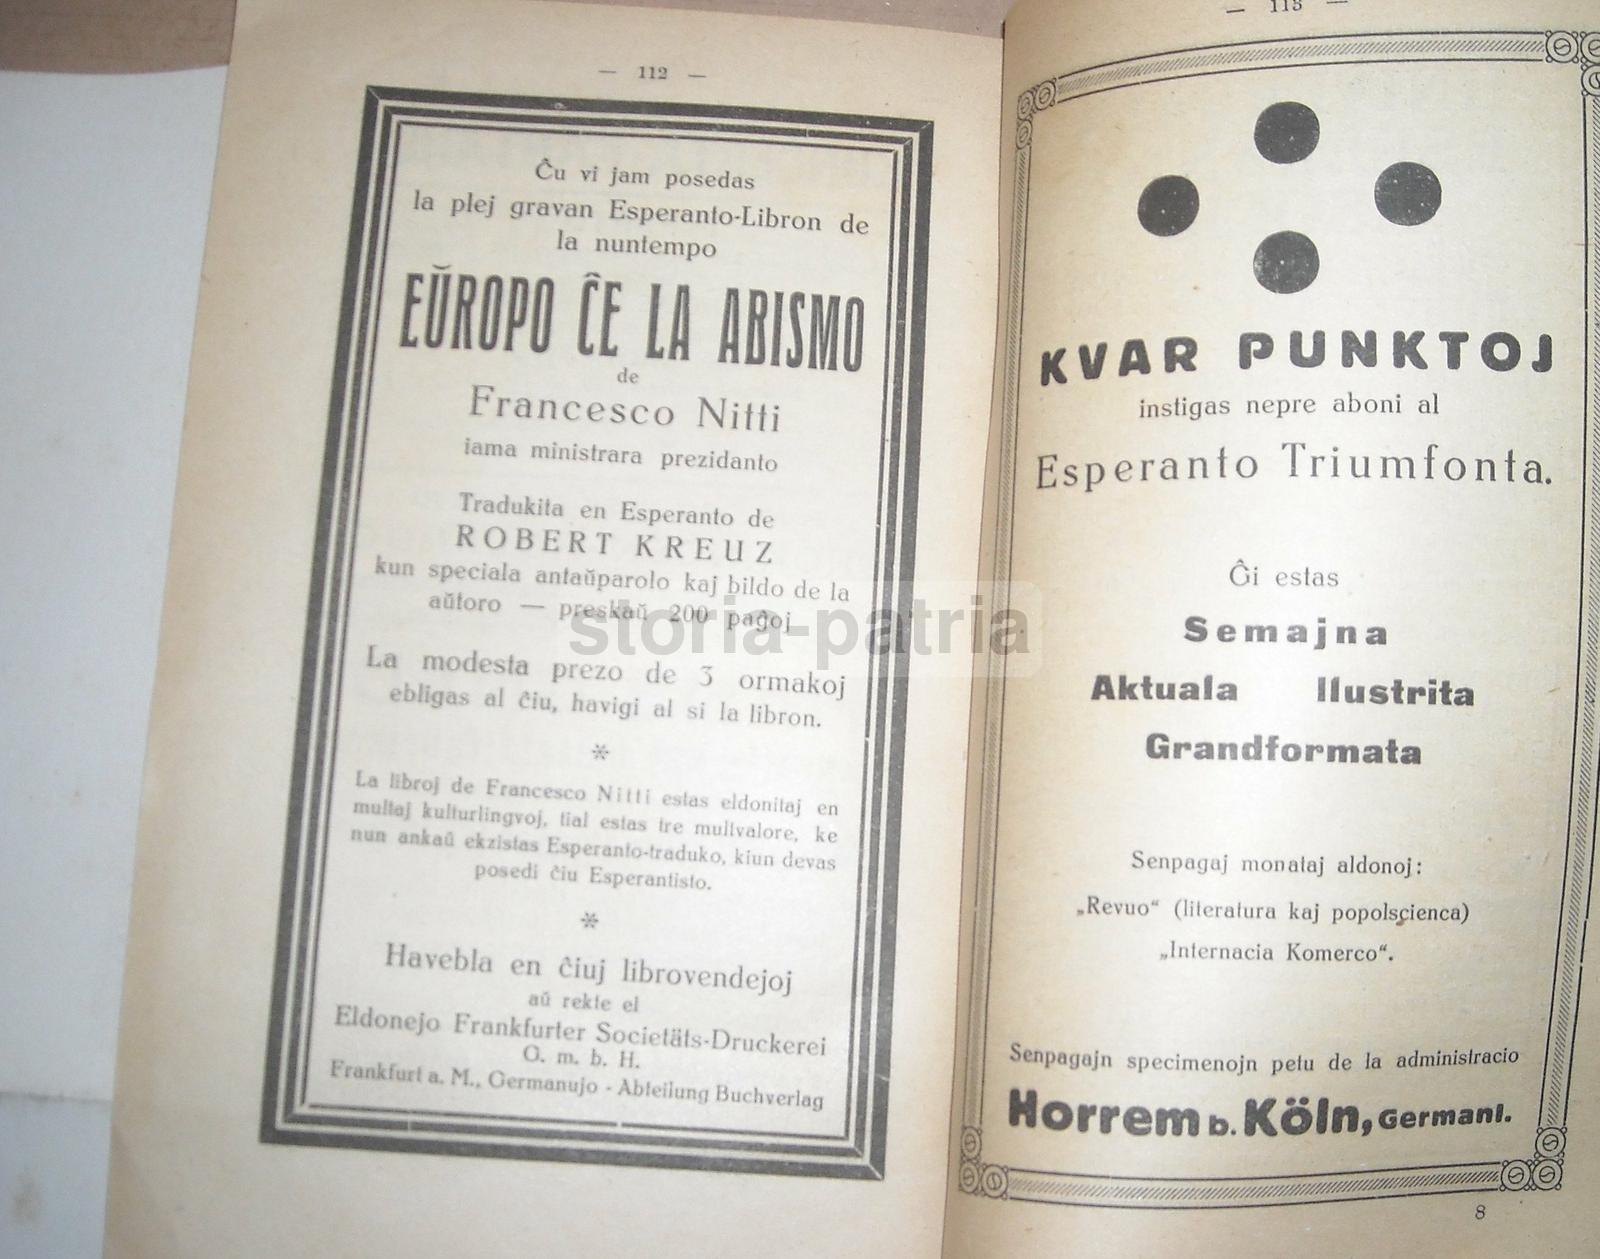 — 112 —
Ĉu vi jam posedas
la plej gravan Esperanto-Libron de
la nuntempo
EŬROPO ĈE LA ABISMO
de
Francesco Nitti
iama ministrara prezidanto
Tradukita en Esperanto de
ROBERT KREUZ
kun speciala antaŭparolo kaj bildo de la
aŭtoro — preskaŭ 200 paĝoj
La modesta prezo de 3 ormakoj
ebligas al ĉiu, havigi al si la libron.
*
La libroj de Francesco Nitti estas eldonitaj en
multaj kulturlingvoj, tial estas tre multvalore, ke
nun ankaŭ ekzistas Esperanto-traduko, kiun devas
posedi ĉiu Esperantisto.
*
Havebla en ĉiuj librovendejoj
aŭ rekte el
Eldonejo Frankfurter Societäts-Druckerei
G. m. b. H.
Frankfurt a. M., Germanujo - Abteilung Buchverlag
— 113 —
KVAR PUNKTOJ
instigas nepre aboni al
Esperanto Triumfonta.
Ĝi estas
Semajna
Aktuala Ilustrita
Grandformata
Senpagaj monataj aldonoj:
„Revuo“ (literatura kaj popolscienca)
„Internacia Komerco“.
Senpagajn specimenojn petu de la administracio
Horrem b. Köln, Germanl.
8
storia-patria